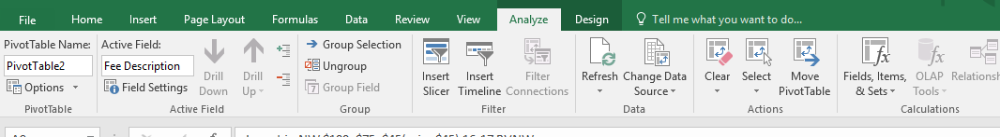 File Home Insert Page Layout Formulas Data Review View Analyze Design Tell me what you want to do...
PivotTable Name: Active Field: Group Selection
PivotTable2 Fee Description Drill Down Drill Up Ungroup Insert Slicer Insert Timeline Filter Connections Refresh Change Data Source Clear Select Move PivotTable Fields, Items, & Sets OLAP Tools
Options Field Settings Group Field
PivotTable Active Field Group Filter Data Actions Calculations